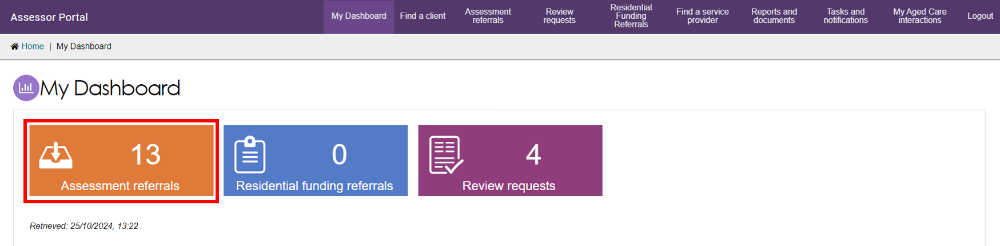 Assessor Portal
My Dashboard
Find a client
Assessment
referrals
Review
requests
Residential
Funding
Referrals
Find a service
provider
Reports and
documents
Tasks and
notifications
My Aged Care
interactions
Logout
Home | My Dashboard
My Dashboard
13
Assessment referrals
0
Residential funding referrals
4
Review requests
Retrieved: 25/10/2024, 13:22